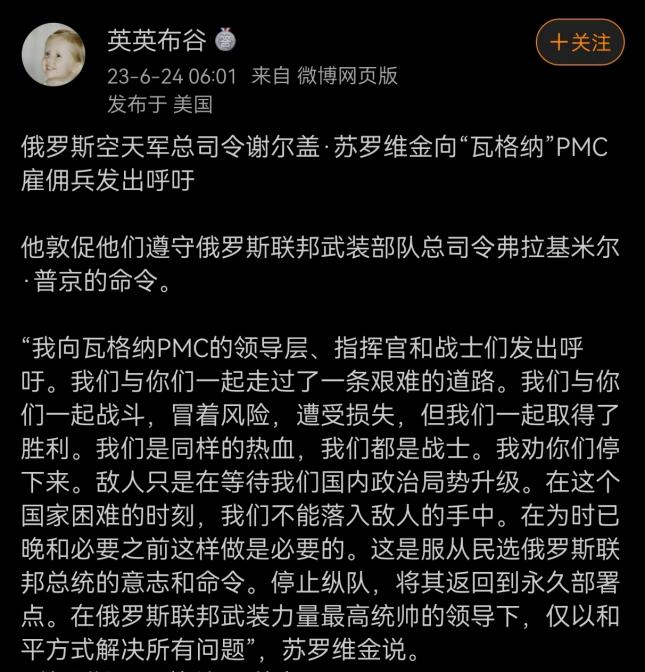 英英布谷
23-6-24 06:01 来自 微博网页版
发布于 美国
＋关注
俄罗斯空天军总司令谢尔盖·苏罗维金向“瓦格纳”PMC
雇佣兵发出呼吁
他敦促他们遵守俄罗斯联邦武装部队总司令弗拉基米尔
·普京的命令。
“我向瓦格纳PMC的领导层、指挥官和战士们发出呼
吁。我们与你们一起走过了一条艰难的道路。我们与你
们一起战斗，冒着风险，遭受损失，但我们一起取得了
胜利。我们是同样的热血，我们都是战士。我劝你们停
下来。敌人只是在等待我们国内政治局势升级。在这个
国家困难的时刻，我们不能落入敌人的手中。在为时已
晚和必要之前这样做是必要的。这是服从民选俄罗斯联
邦总统的意志和命令。停止纵队，将其返回到永久部署
点。在俄罗斯联邦武装力量最高统帅的领导下，仅以和
平方式解决所有问题”，苏罗维金说。